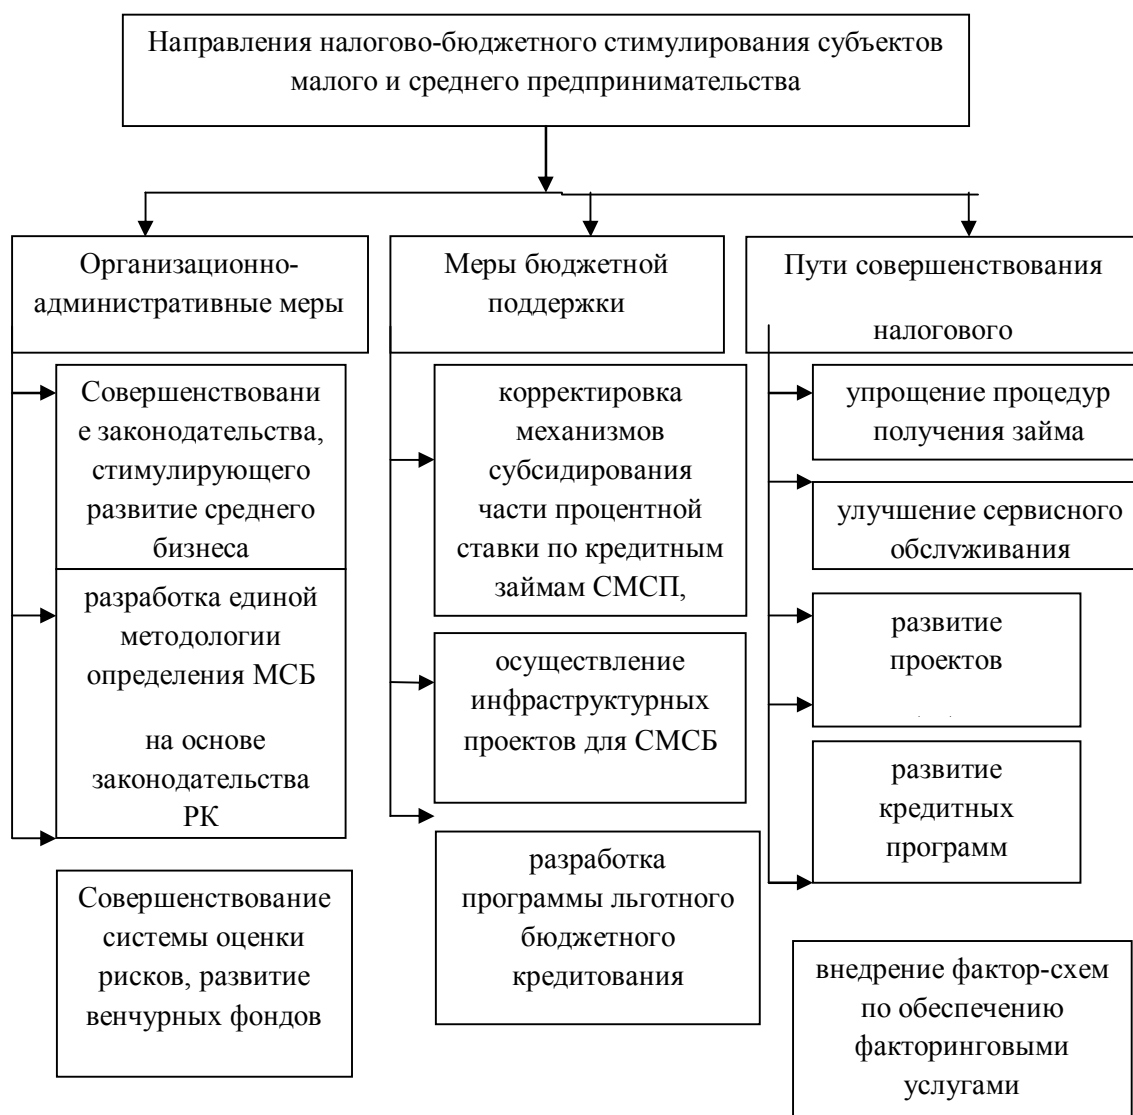 Направления налогово-бюджетного стимулирования субъектов
малого и среднего предпринимательства
Организационно-
административные меры
Совершенствовани
е законодательства,
стимулирующего
развитие среднего
бизнеса
разработка единой
методологии
определения МСБ
на основе
законодательства
РК
Совершенствование
системы оценки
рисков, развитие
венчурных фондов
Меры бюджетной
поддержки
корректировка
механизмов
субсидирования
части процентной
ставки по кредитным
займам СМСП,
осуществление
инфраструктурных
проектов для СМСБ
разработка
программы льготного
бюджетного
кредитования
Пути совершенствования
налогового
упрощение процедур
получения займа
улучшение сервисного
обслуживания
развитие
проектов
развитие
кредитных
программ
внедрение фактор-схем
по обеспечению
факторинговыми
услугами